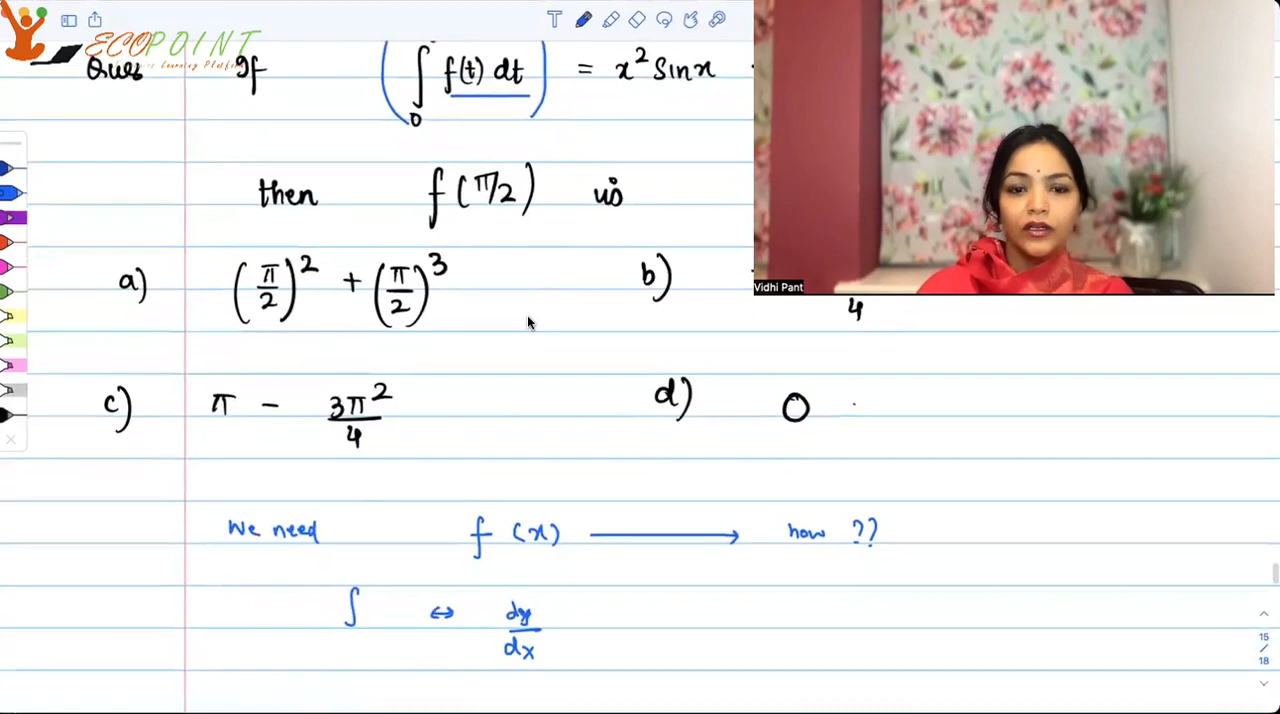 ECOPOINT
Ques If ∫ f(t) dt = x² Sinx
0
then f(π/2) is
a) (π/2)² + (π/2)³ b)
4
Vidhi Pant
c) π - 3π²/4 d) 0
We need f(x) → how ??
∫ ↔ dy/dx
15
/
18